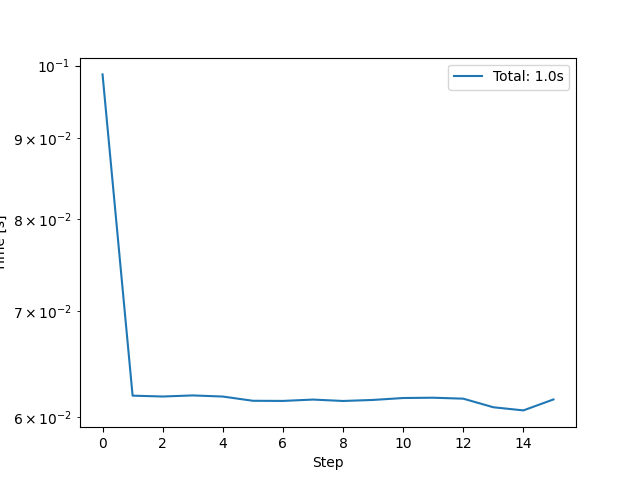 10⁻¹
Total: 1.0s
9 × 10⁻²
8 × 10⁻²
[s]
7 × 10⁻²
6 × 10⁻²
0 2 4 6 8 10 12 14
Step